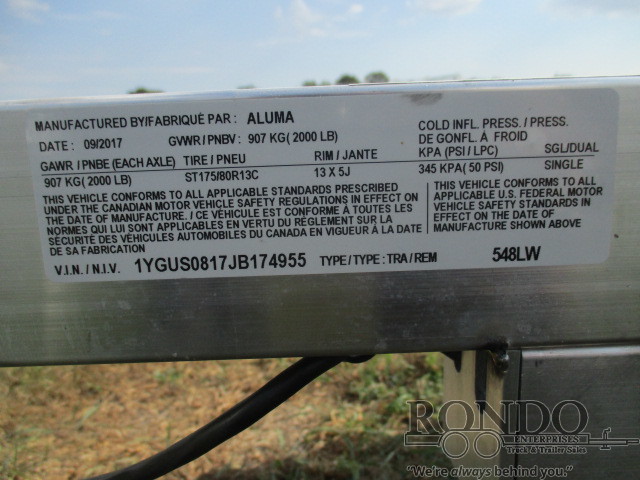 MANUFACTURED BY/FABRIQUÉ PAR : ALUMA
DATE : 09/2017 GVWR / PNBV : 907 KG( 2000 LB)
COLD INFL. PRESS. / PRESS.
DE GONFL. À FROID
KPA (PSI / LPC) SGL/DUAL
GAWR / PNBE (EACH AXLE) TIRE / PNEU RIM / JANTE
907 KG( 2000 LB) ST175/80R13C 13 X 5J 345 KPA( 50 PSI) SINGLE
THIS VEHICLE CONFORMS TO ALL APPLICABLE STANDARDS PRESCRIBED
UNDER THE CANADIAN MOTOR VEHICLE SAFETY REGULATIONS IN EFFECT ON
THE DATE OF MANUFACTURE. / CE VÉHICULE EST CONFORME À TOUTES LES
NORMES QUI LUI SONT APPLICABLES EN VERTU DU RÉGLEMENT SUR LA
SÉCURITÉ DES VÉHICULES AUTOMOBILES DU CANADA EN VIGUEUR À LA DATE
DE SA FABRICATION
THIS VEHICLE CONFORMS TO ALL
APPLICABLE U.S. FEDERAL MOTOR
VEHICLE SAFETY STANDARDS IN
EFFECT ON THE DATE OF
MANUFACTURE SHOWN ABOVE
V.I.N. / N.I.V. 1YGUS0817JB174955 TYPE / TYPE : TRA / REM 548LW
RONDO
ENTERPRISES
Truck & Trailer Sales
"We're always behind you."